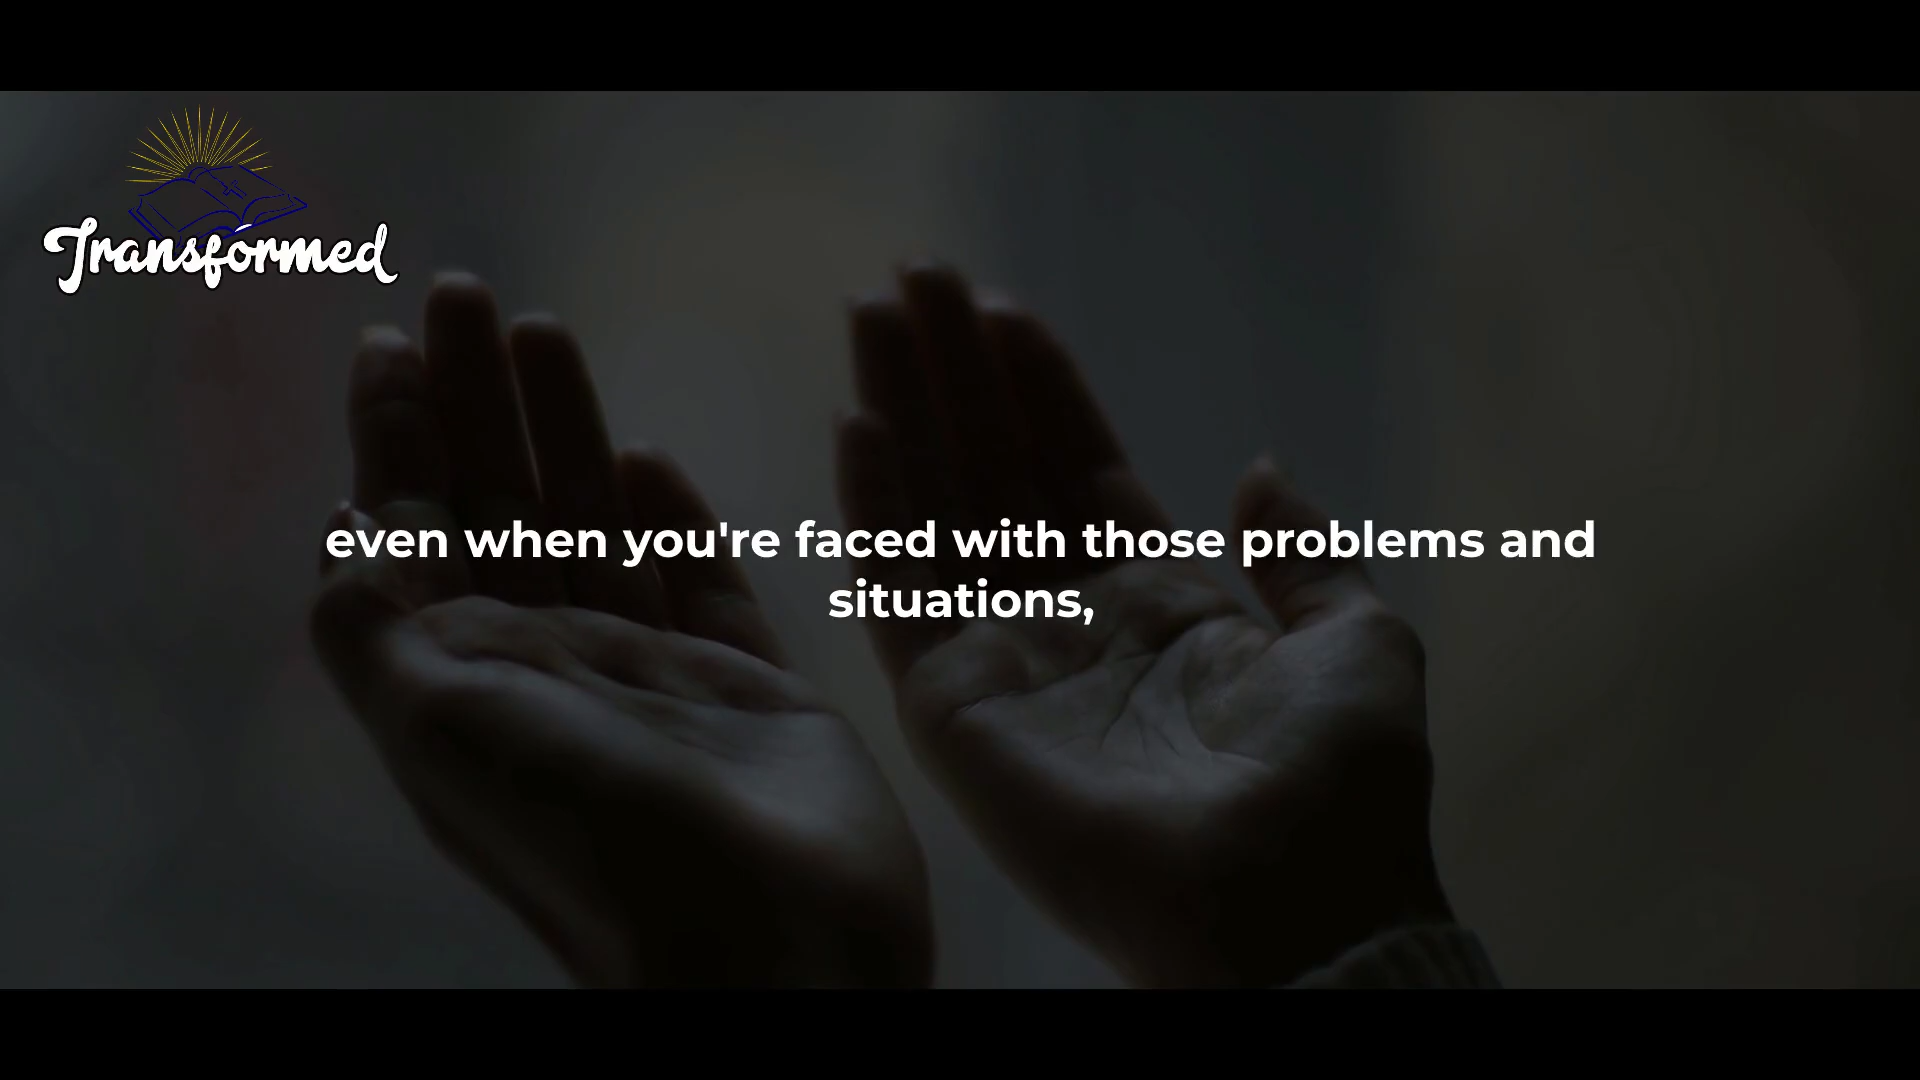 Transformed
even when you're faced with those problems and
situations,